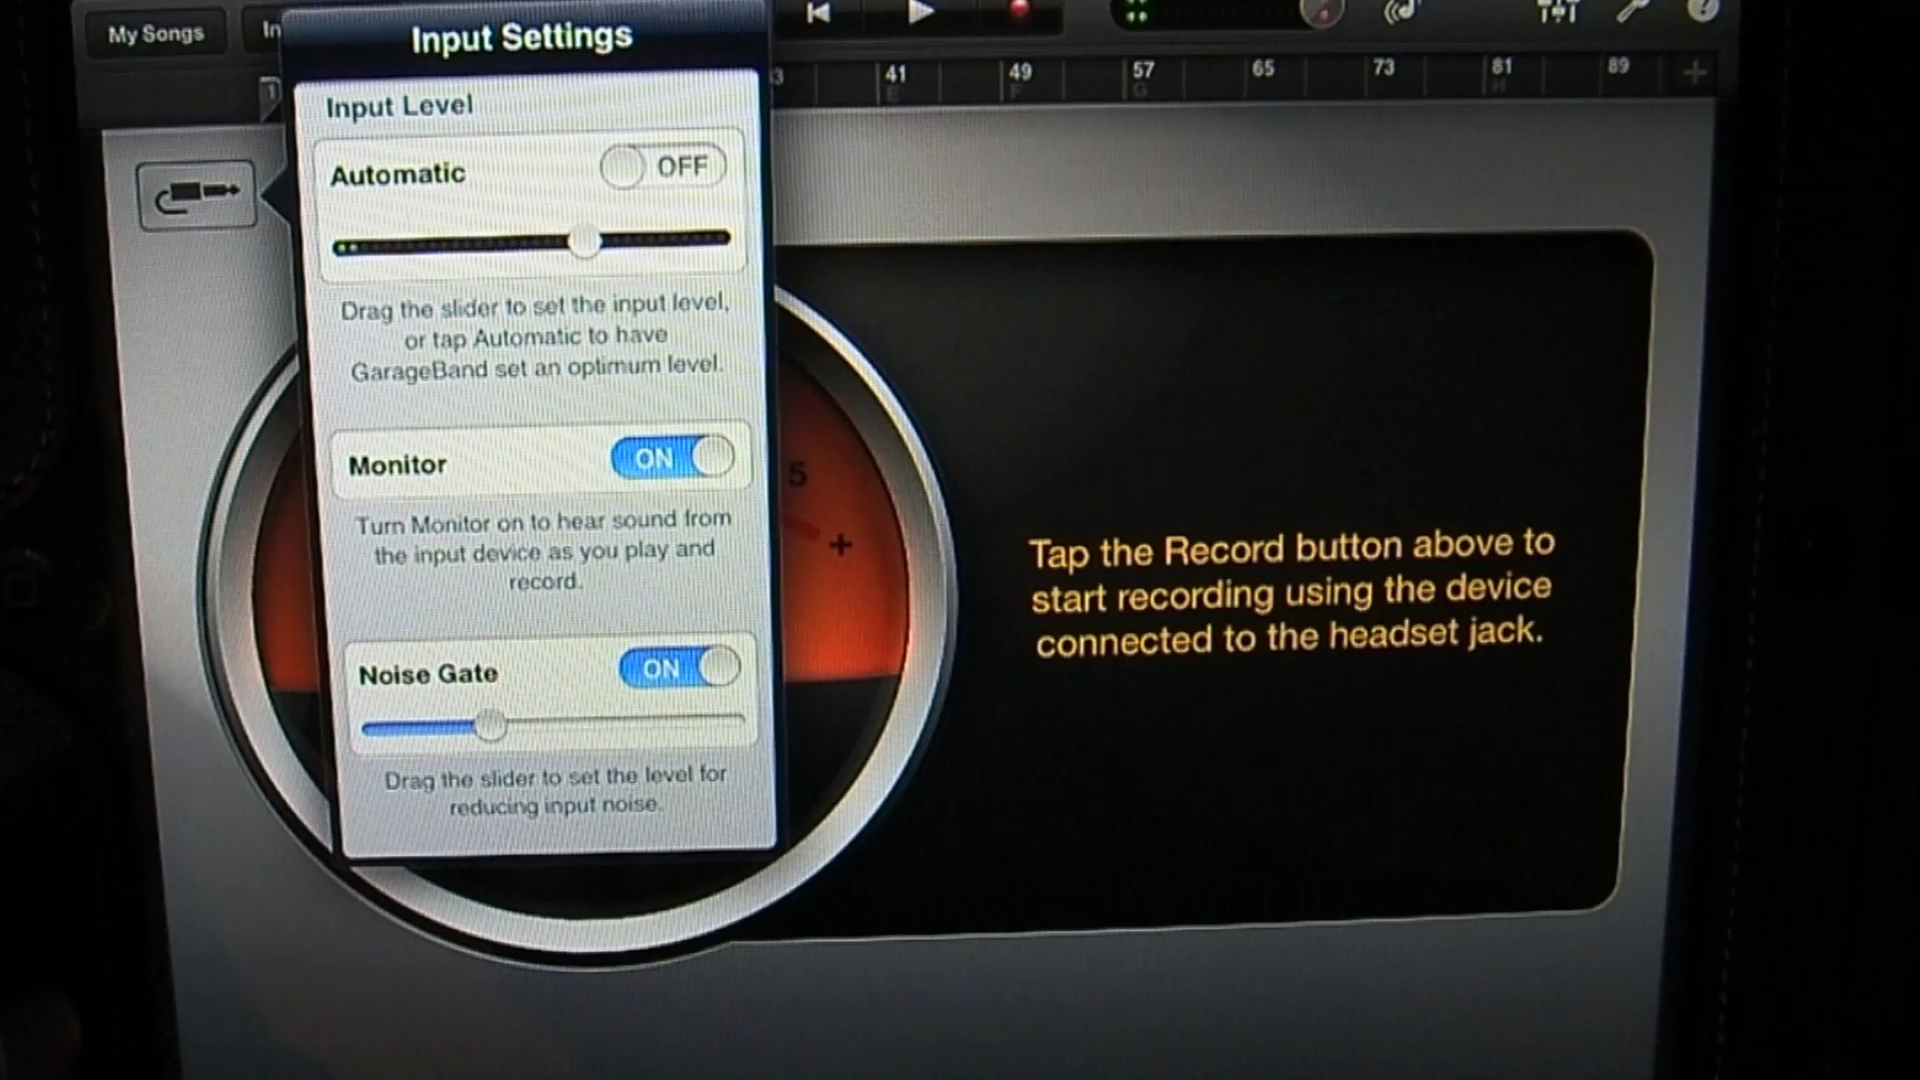 My Songs
In
Input Settings
41
49
57
65
73
81
89
1
Input Level
Automatic
OFF
Drag the slider to set the input level,
or tap Automatic to have
GarageBand set an optimum level.
Monitor
ON
5
+
Turn Monitor on to hear sound from
the input device as you play and
record.
Tap the Record button above to
start recording using the device
connected to the headset jack.
Noise Gate
ON
Drag the slider to set the level for
reducing input noise.